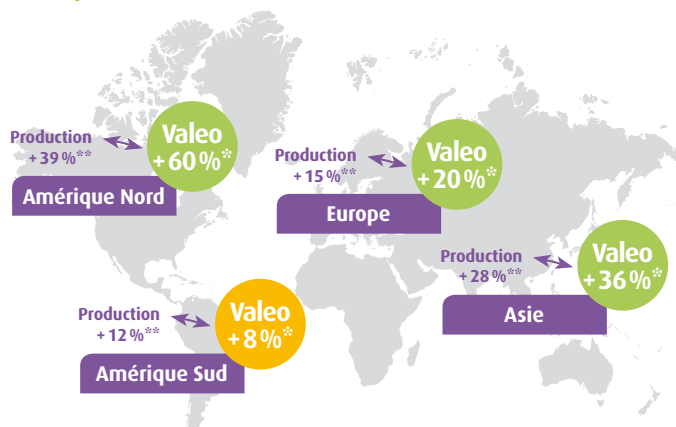 Production
+ 39 %**
Valeo
+ 60 %*
Amérique Nord
Production
+ 15 %**
Valeo
+ 20 %*
Europe
Production
+ 28 %**
Valeo
+ 36 %*
Asie
Production
+ 12 %**
Valeo
+ 8 %*
Amérique Sud